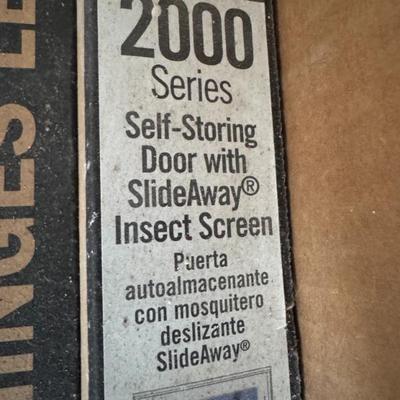 2000
Series
Self-Storing
Door with
SlideAway®
Insect Screen
Puerta
autoalmacenante
con mosquitero
deslizante
SlideAway®